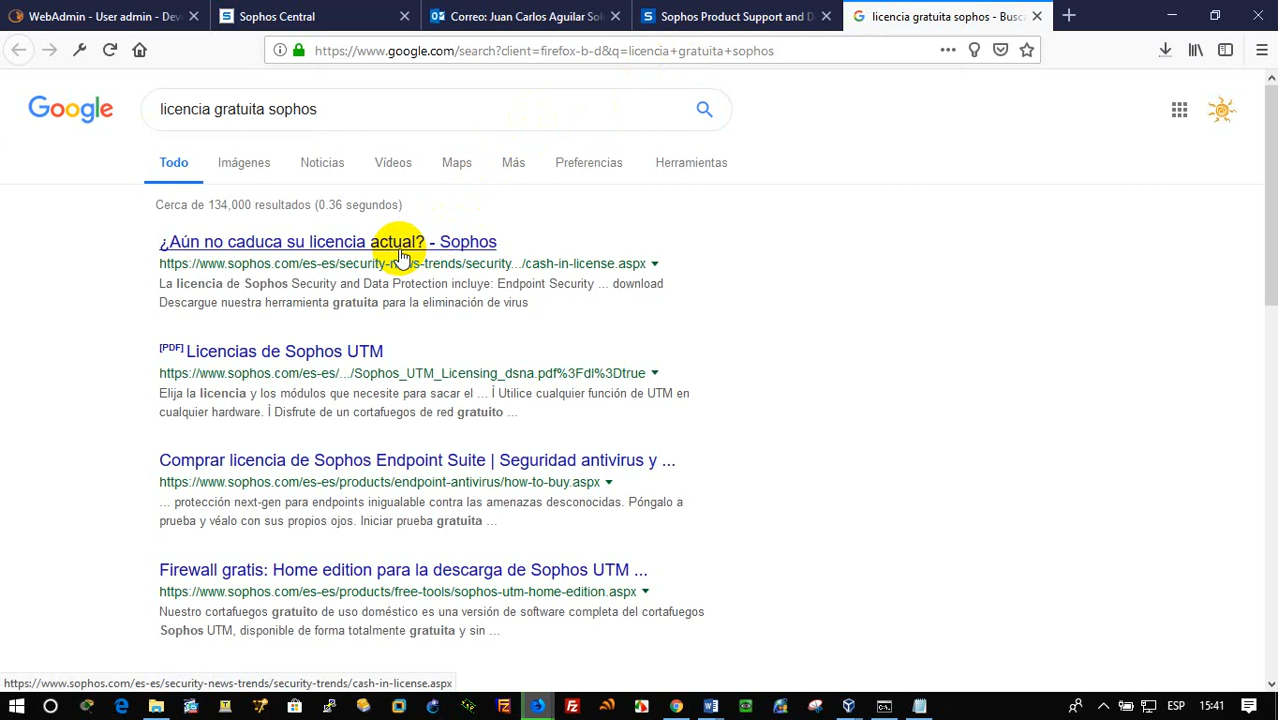 WebAdmin - User admin - Dev
Sophos Central
Correo: Juan Carlos Aguilar Sol
Sophos Product Support and D
licencia gratuita sophos - Busca
https://www.google.com/search?client=firefox-b-d&q=licencia+gratuita+sophos
Google
licencia gratuita sophos
Todo
Imágenes
Noticias
Vídeos
Maps
Más
Preferencias
Herramientas
Cerca de 134,000 resultados (0.36 segundos)
¿Aún no caduca su licencia actual? - Sophos
https://www.sophos.com/es-es/security-news-trends/security.../cash-in-license.aspx
La licencia de Sophos Security and Data Protection incluye: Endpoint Security ... download
Descargue nuestra herramienta gratuita para la eliminación de virus
[PDF] Licencias de Sophos UTM
https://www.sophos.com/es-es/.../Sophos_UTM_Licensing_dsna.pdf%3Fdl%3Dtrue
Elija la licencia y los módulos que necesite para sacar el ... Ì Utilice cualquier función de UTM en
cualquier hardware. Ì Disfrute de un cortafuegos de red gratuito ...
Comprar licencia de Sophos Endpoint Suite | Seguridad antivirus y ...
https://www.sophos.com/es-es/products/endpoint-antivirus/how-to-buy.aspx
... protección next-gen para endpoints inigualable contra las amenazas desconocidas. Póngalo a
prueba y véalo con sus propios ojos. Iniciar prueba gratuita ...
Firewall gratis: Home edition para la descarga de Sophos UTM ...
https://www.sophos.com/es-es/products/free-tools/sophos-utm-home-edition.aspx
Nuestro cortafuegos gratuito de uso doméstico es una versión de software completa del cortafuegos
Sophos UTM, disponible de forma totalmente gratuita y sin ...
https://www.sophos.com/es-es/security-news-trends/security-trends/cash-in-license.aspx
ESP
15:41